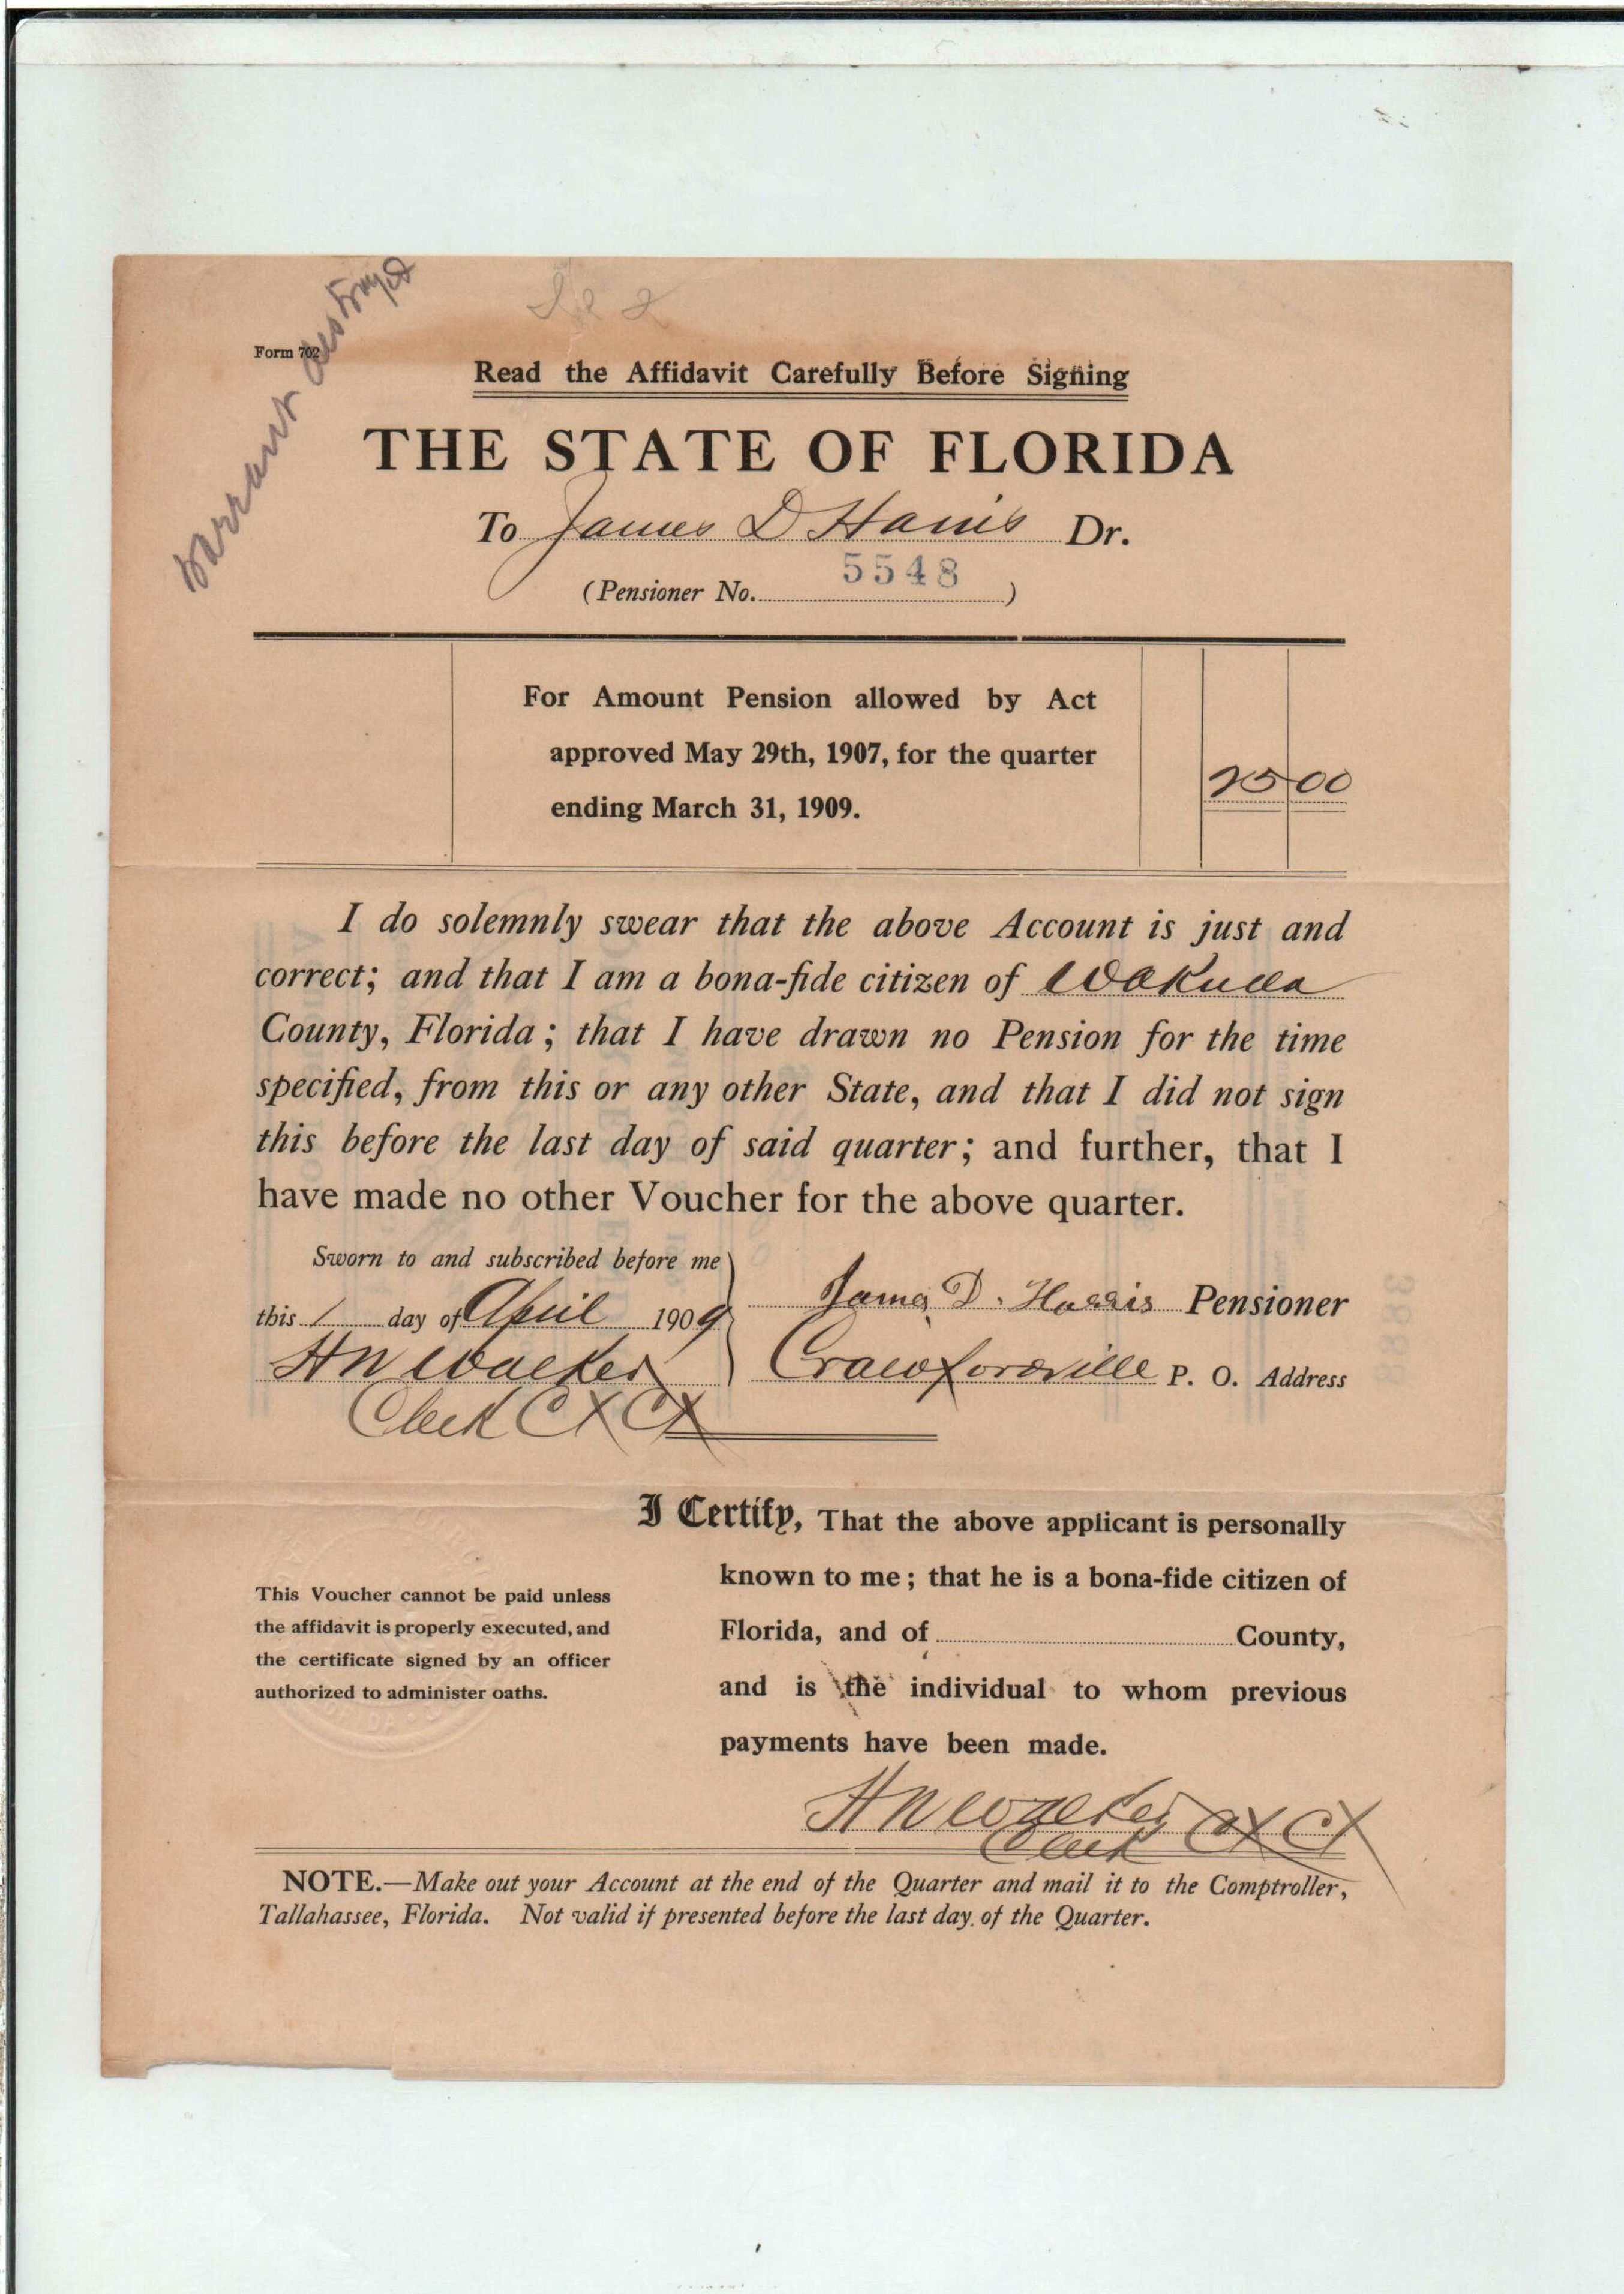 Warrant destroyed
Form 702
Read the Affidavit Carefully Before Signing
THE STATE OF FLORIDA
To James D Harris Dr.
(Pensioner No. 5548 )
For Amount Pension allowed by Act
approved May 29th, 1907, for the quarter
ending March 31, 1909.
25 00
I do solemnly swear that the above Account is just and
correct; and that I am a bona-fide citizen of Wakulla
County, Florida; that I have drawn no Pension for the time
specified, from this or any other State, and that I did not sign
this before the last day of said quarter; and further, that I
have made no other Voucher for the above quarter.
Sworn to and subscribed before me
this 1 day of April 1909
H N Walker
Clerk C X C X
James D. Harris Pensioner
Crawfordville P. O. Address
I Certify, That the above applicant is personally
known to me; that he is a bona-fide citizen of
Florida, and of County,
and is the individual to whom previous
payments have been made.
This Voucher cannot be paid unless
the affidavit is properly executed, and
the certificate signed by an officer
authorized to administer oaths.
H N Walker
Clerk C X C X
NOTE.—Make out your Account at the end of the Quarter and mail it to the Comptroller,
Tallahassee, Florida. Not valid if presented before the last day of the Quarter.